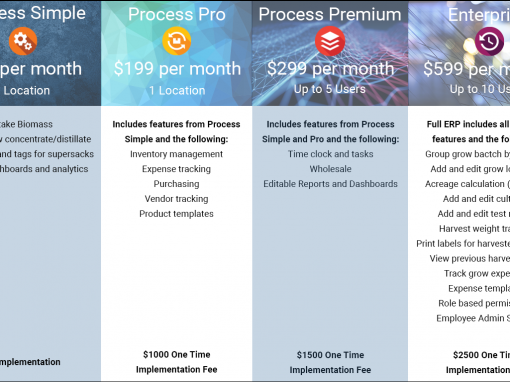 ess Simple
per month
Location
take Biomass
w concentrate/distillate
and tags for supersacks
hboards and analytics
mplementation
Process Pro
$199 per month
1 Location
Includes features from Process
Simple and the following:
Inventory management
Expense tracking
Purchasing
Vendor tracking
Product templates
$1000 One Time
Implementation Fee
Process Premium
$299 per month
Up to 5 Users
Includes features from Process
Simple and Pro and the following:
Time clock and tasks
Wholesale
Editable Reports and Dashboards
$1500 One Time
Implementation Fee
Enterpri
$599 per m
Up to 10 Us
Full ERP includes all
features and the fo
Group grow bactch by
Add and edit grow lo
Acreage calculation (
Add and edit cult
Add and edit test r
Harvest weight tra
Print labels for harveste
View previous harve
Track grow expe
Expense templa
Role based permis
Employee Admin S
$2500 One Tim
Implementation